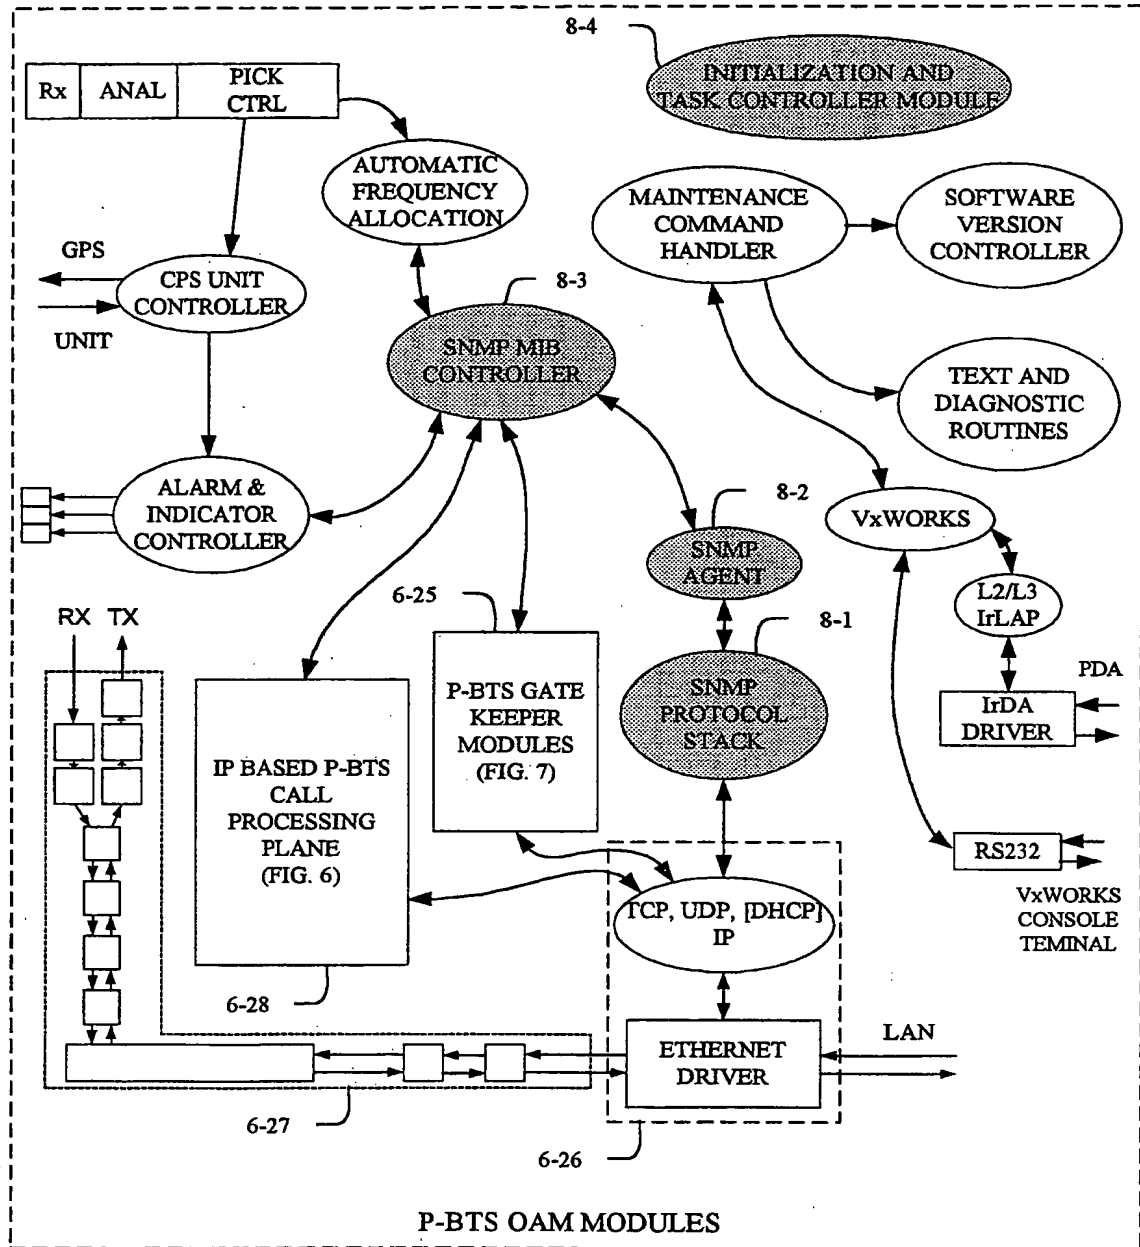 8-4
INITIALIZATION AND
TASK CONTROLLER MODULE
Rx
ANAL
PICK
CTRL
AUTOMATIC
FREQUENCY
ALLOCATION
MAINTENANCE
COMMAND
HANDLER
SOFTWARE
VERSION
CONTROLLER
GPS
CPS UNIT
CONTROLLER
UNIT
8-3
SNMP MIB
CONTROLLER
TEXT AND
DIAGNOSTIC
ROUTINES
ALARM &
INDICATOR
CONTROLLER
8-2
SNMP
AGENT
VxWORKS
L2/L3
IrLAP
6-25
8-1
RX
TX
P-BTS GATE
KEEPER
MODULES
(FIG. 7)
SNMP
PROTOCOL
STACK
PDA
IrDA
DRIVER
IP BASED P-BTS
CALL
PROCESSING
PLANE
(FIG. 6)
RS232
VxWORKS
CONSOLE
TEMINAL
TCP, UDP, [DHCP]
IP
6-28
ETHERNET
DRIVER
LAN
6-27
6-26
P-BTS OAM MODULES